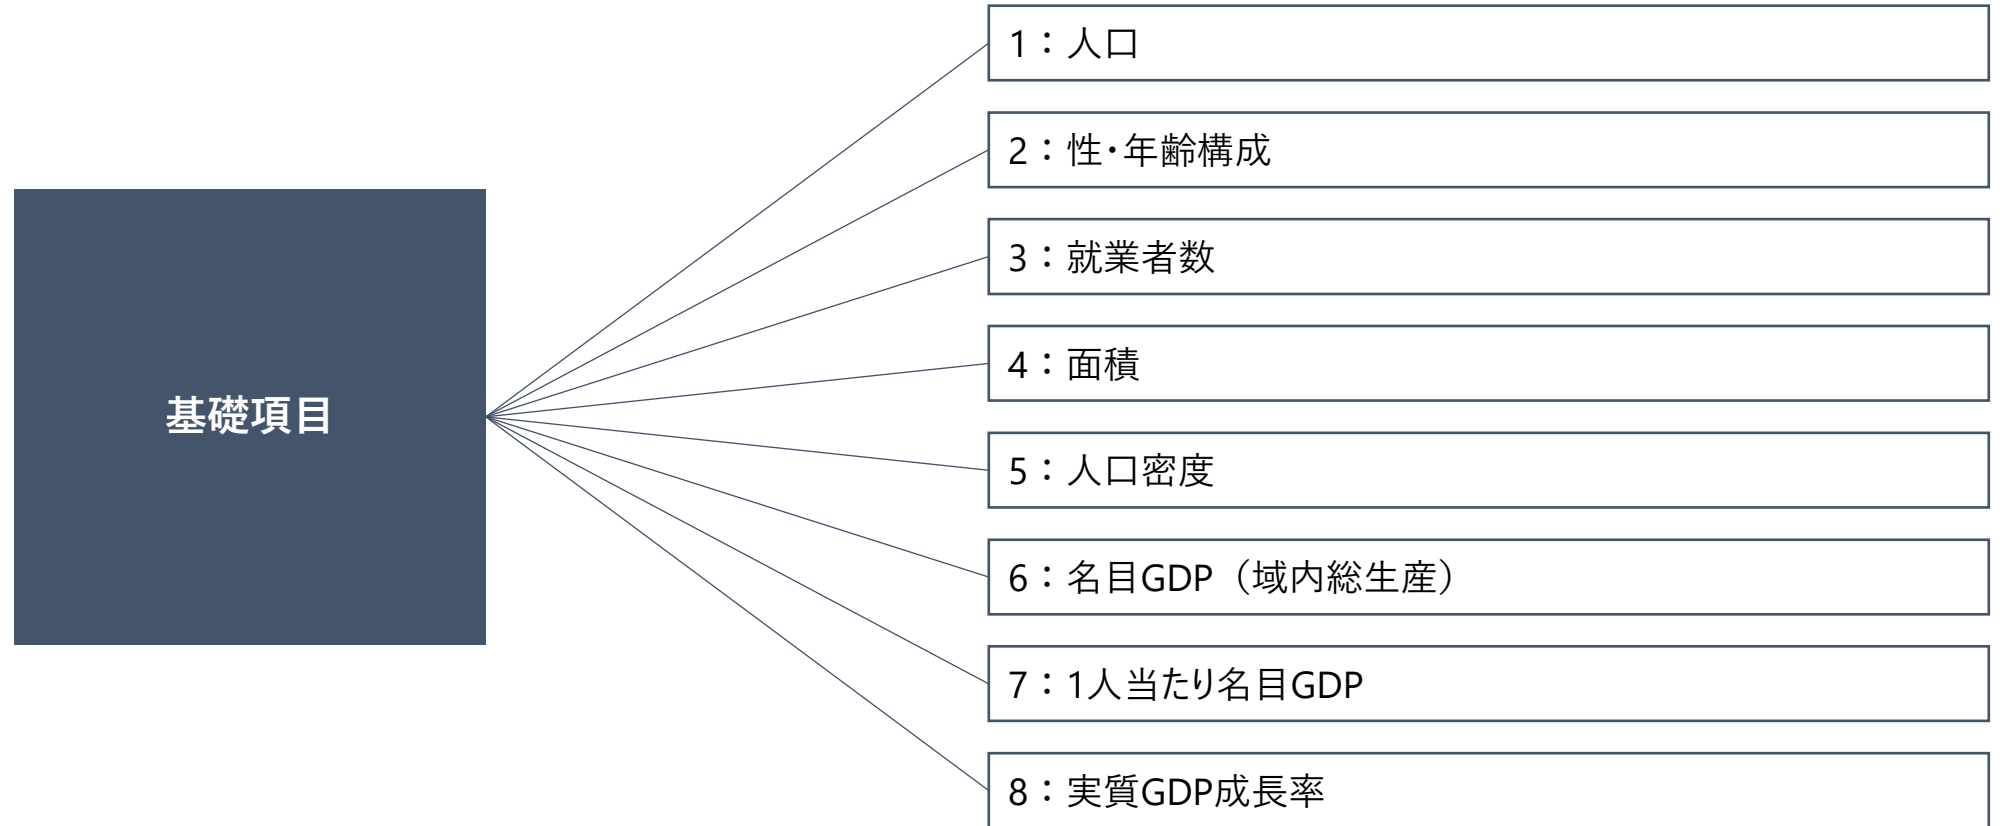 基礎項目
1：人口
2：性・年齢構成
3：就業者数
4：面積
5：人口密度
6：名目GDP（域内総生産）
7：1人当たり名目GDP
8：実質GDP成長率